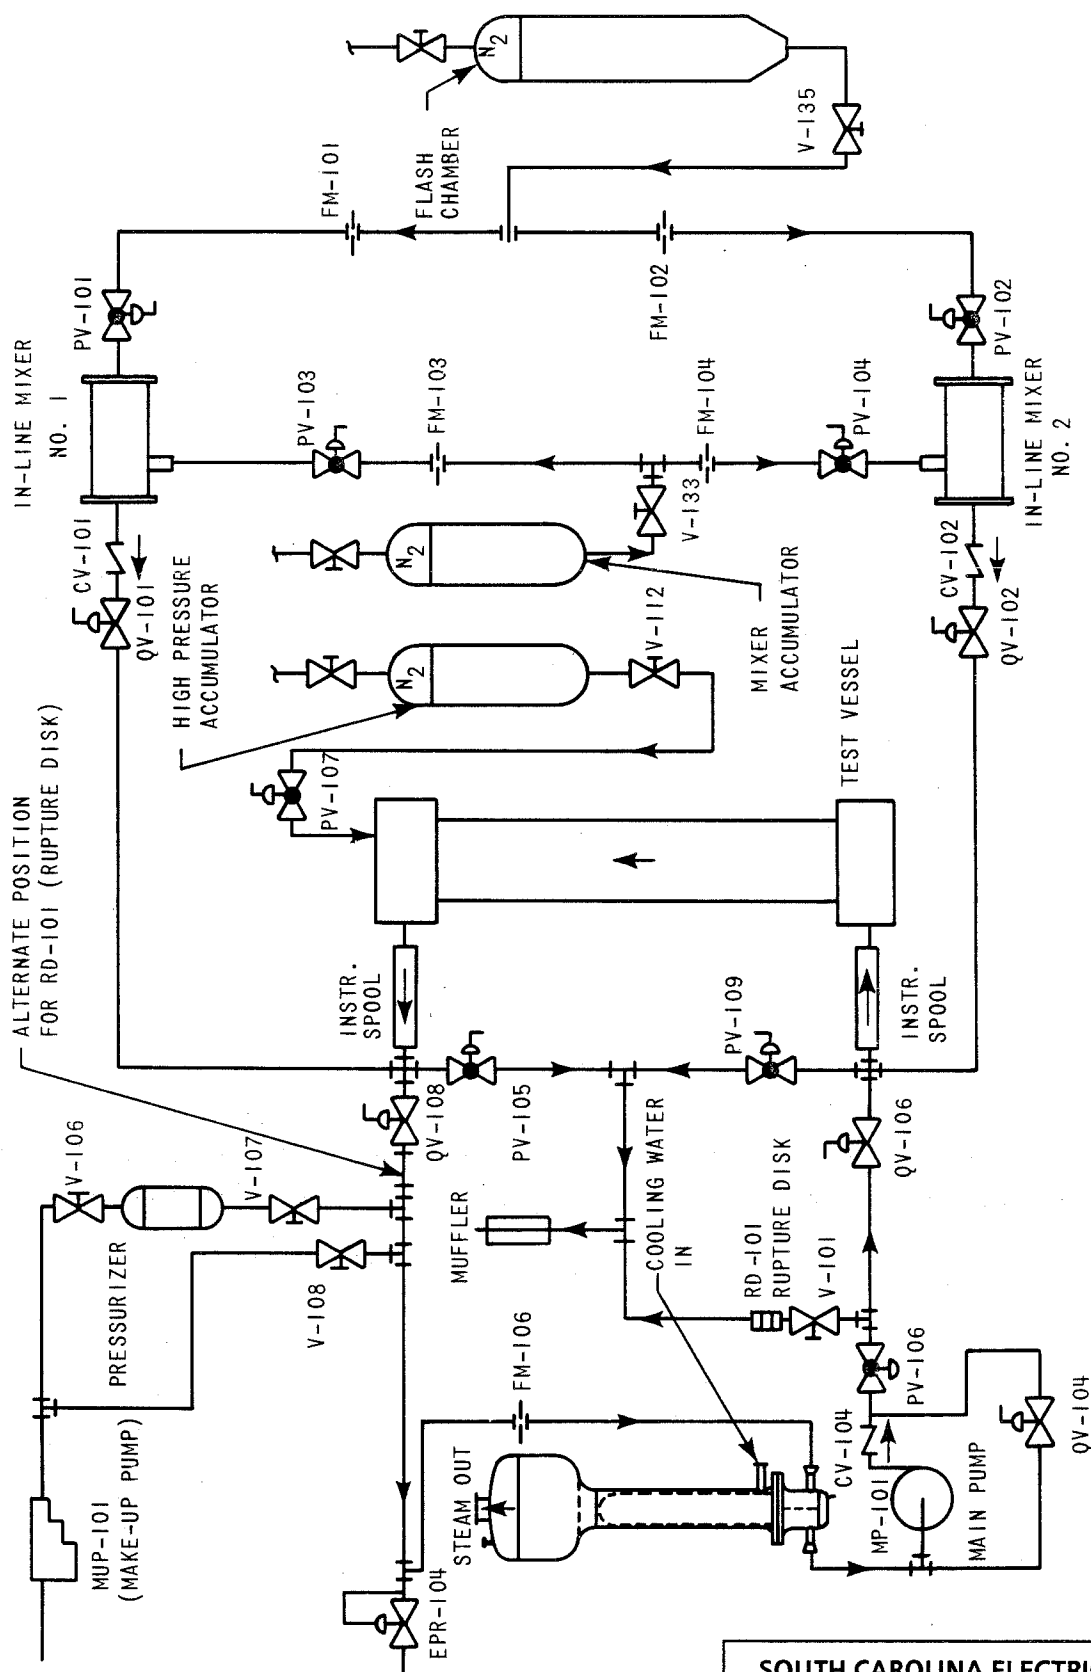 N2
V-135
FLASH
CHAMBER
FM-101
FM-102
PV-101
PV-102
IN-LINE MIXER
NO. 1
PV-103
FM-103
FM-104
PV-104
IN-LINE MIXER
NO. 2
CV-101
QV-101
N2
V-133
CV-102
QV-102
HIGH PRESSURE
ACCUMULATOR
N2
V-112
MIXER
ACCUMULATOR
ALTERNATE POSITION
FOR RD-101 (RUPTURE DISK)
PV-107
TEST VESSEL
INSTR.
SPOOL
INSTR.
SPOOL
QV-108
PV-105
PV-109
QV-106
V-106
V-107
PRESSURIZER
V-108
MUFFLER
COOLING WATER
IN
RD-101
RUPTURE DISK
V-101
FM-106
PV-106
MUP-101
(MAKE-UP PUMP)
STEAM OUT
CV-104
MP-101
MAIN PUMP
QV-104
EPR-104
SOUTH CAROLINA ELECTRI